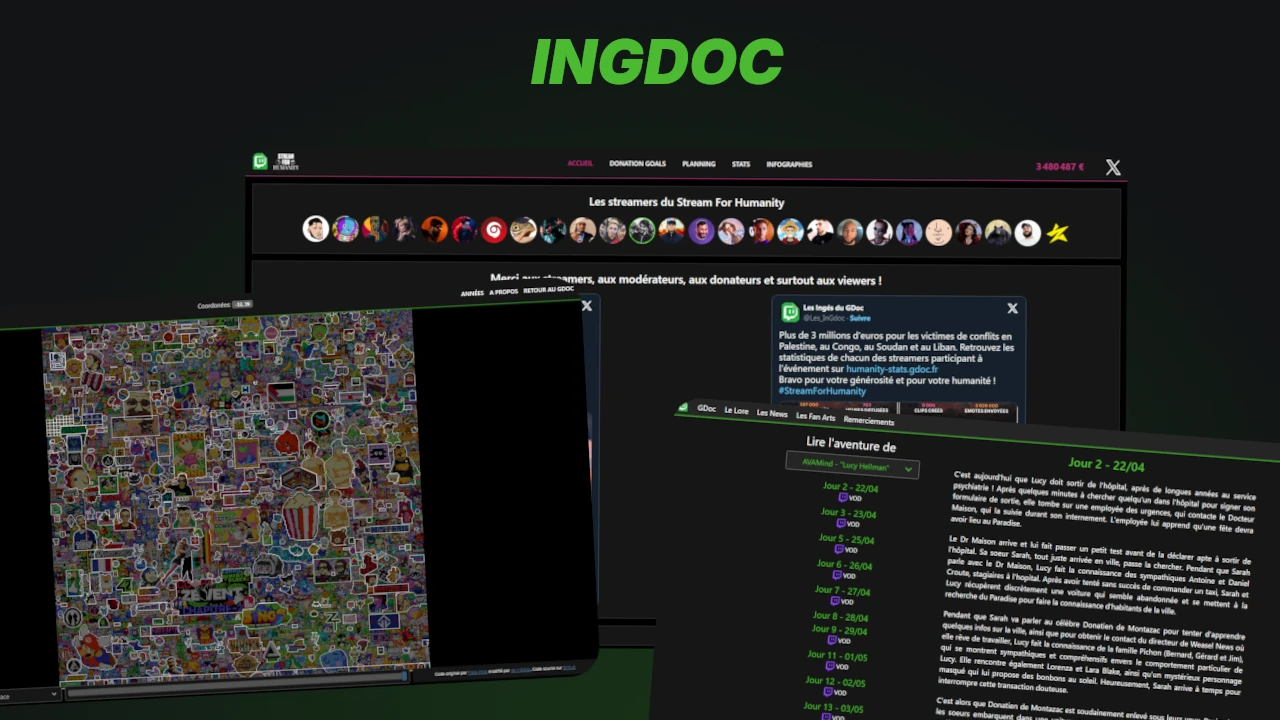 INGDOC
STREAM
FOR
HUMANITY
ACCUEIL DONATION GOALS PLANNING STATS INFOGRAPHIES
3 480 487 €
Les streamers du Stream For Humanity
Merci aux streamers, aux modérateurs, aux donateurs et surtout aux viewers !
Les Ingés du GDoc
@Les_InGdoc · Suivre
Plus de 3 millions d'euros pour les victimes de conflits en
Palestine, au Congo, au Soudan et au Liban. Retrouvez les
statistiques de chacun des streamers participant à
l'événement sur humanity-stats.gdoc.fr
Bravo pour votre générosité et pour votre humanité !
#StreamForHumanity
CLIPS CRÉÉS
EMOTES ENVOYÉES
Coordonées:
ANNÉES A PROPOS RETOUR AU GDOC
ZEVENT
GDoc Le Lore Les News Les Fan Arts Remerciements
Lire l'aventure de
AVAMind - "Lucy Hellman"
Jour 2 - 22/04
VOD
Jour 3 - 23/04
VOD
Jour 5 - 25/04
VOD
Jour 6 - 26/04
VOD
Jour 7 - 27/04
VOD
Jour 8 - 28/04
Jour 9 - 29/04
VOD
Jour 11 - 01/05
VOD
Jour 12 - 02/05
VOD
Jour 13 - 03/05
VOD
Jour 2 - 22/04
C'est aujourd'hui que Lucy doit sortir de l'hôpital, après de longues années au service
psychiatrie ! Après quelques minutes à chercher quelqu'un dans l'hôpital pour signer son
formulaire de sortie, elle tombe sur une employée des urgences, qui contacte le Docteur
Maison, qui la suivie durant son internement. L'employée lui apprend qu'une fête devra
avoir lieu au Paradise.
Le Dr Maison arrive et lui fait passer un petit test avant de la déclarer apte à sortir de
l'hôpital. Sa soeur Sarah, tout juste arrivée en ville, passe la chercher. Pendant que Sarah
parle avec le Dr Maison, Lucy fait la connaissance des sympathiques Antoine et Daniel
Croute, stagiaires à l'hopital. Après avoir tenté sans succès de commander un taxi, Sarah et
Lucy récupèrent discrètement une voiture qui semble abandonnée et se mettent à la
recherche du Paradise pour faire la connaissance d'habitants de la ville.
Pendant que Sarah va parler au célèbre Donatien de Montazac pour tenter d'apprendre
quelques infos sur la ville, ainsi que pour obtenir le contact du directeur de Weasel News où
elle rêve de travailler, Lucy fait la connaissance de la famille Pichon (Bernard, Gérard et Jim),
qui se montrent sympathiques et compréhensifs envers le comportement particulier de
Lucy. Elle rencontre également Lorenza et Lara Blake, ainsi qu'un mystérieux personnage
masqué qui lui propose des bonbons au soleil. Heureusement, Sarah arrive à temps pour
interrompre cette transaction douteuse.
C'est alors que Donatien de Montazac est soudainement enlevé sous leurs yeux.